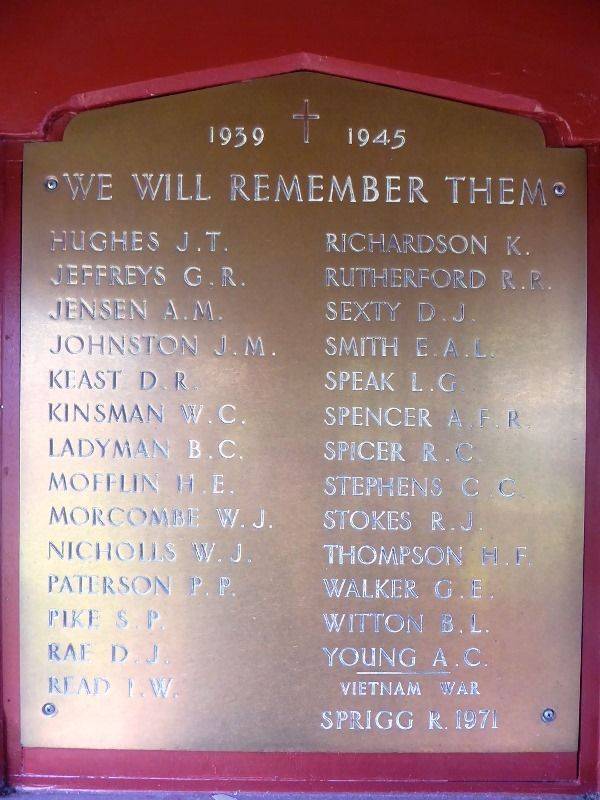 1939 1945
WE WILL REMEMBER THEM
HUGHES J.T.
JEFFREYS G.R.
JENSEN A.M.
JOHNSTON J.M.
KEAST D.R.
KINSMAN W.C.
LADYMAN B.C.
MOFFLIN H.E.
MORCOMBE W.J.
NICHOLLS W.J.
PATERSON P.P.
PIKE S.P.
RAE D.J.
READ I.W.
RICHARDSON K.
RUTHERFORD R.R.
SEXTY D.J.
SMITH E.A.L.
SPEAK L.G.
SPENCER A.F.R.
SPICER R.C.
STEPHENS C.C.
STOKES R.J.
THOMPSON H.F.
WALKER G.E.
WITTON B.L.
YOUNG A.C.
VIETNAM WAR
SPRIGG R. 1971